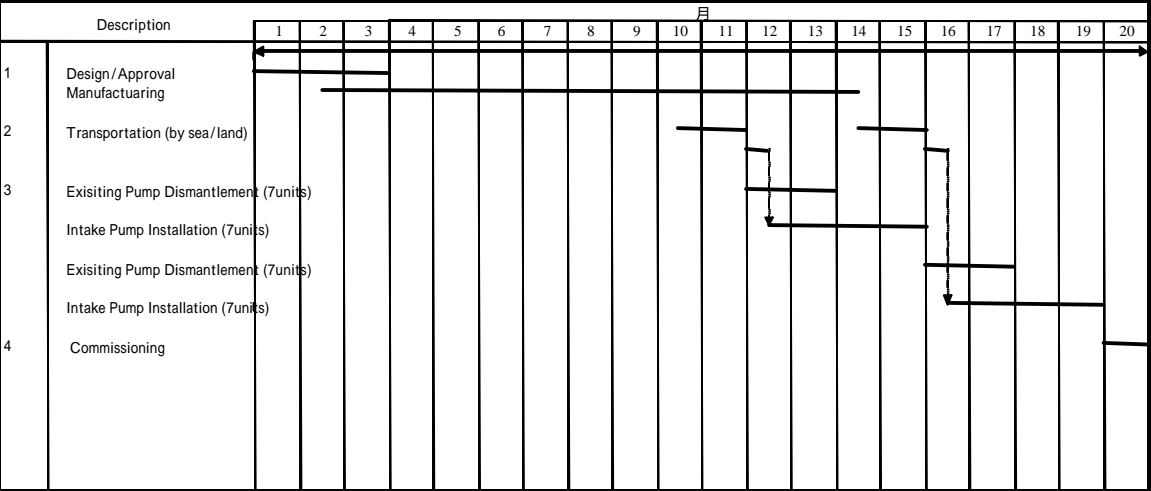 月
Description
1 2 3 4 5 6 7 8 9 10 11 12 13 14 15 16 17 18 19 20
1 Design/Approval
Manufactuaring
2 Transportation (by sea/land)
3 Exisiting Pump Dismantlement (7units)
Intake Pump Installation (7units)
Exisiting Pump Dismantlement (7units)
Intake Pump Installation (7units)
4 Commissioning